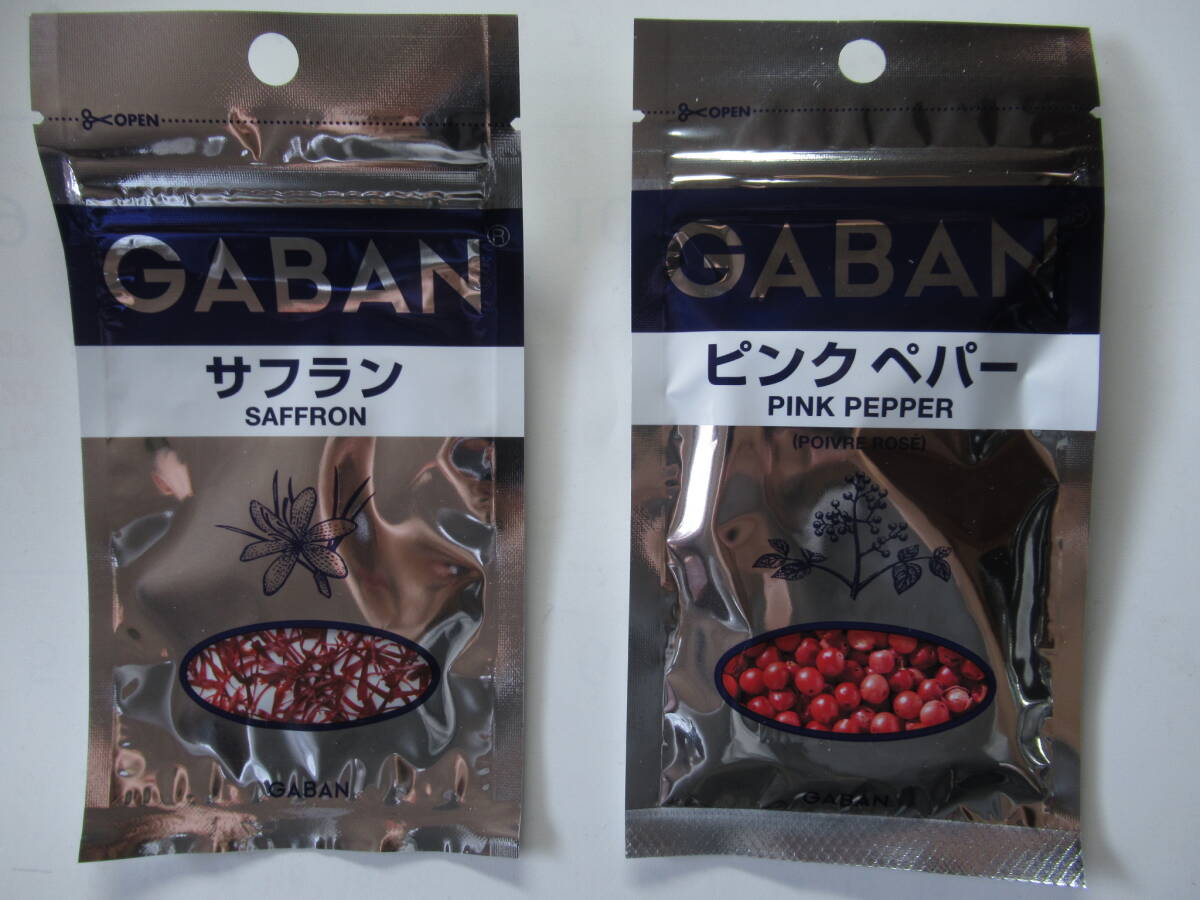 OPEN
GABAN®
サフラン
SAFFRON
GABAN
OPEN
GABAN®
ピンクペパー
PINK PEPPER
(POIVRE ROSÉ)
GABAN